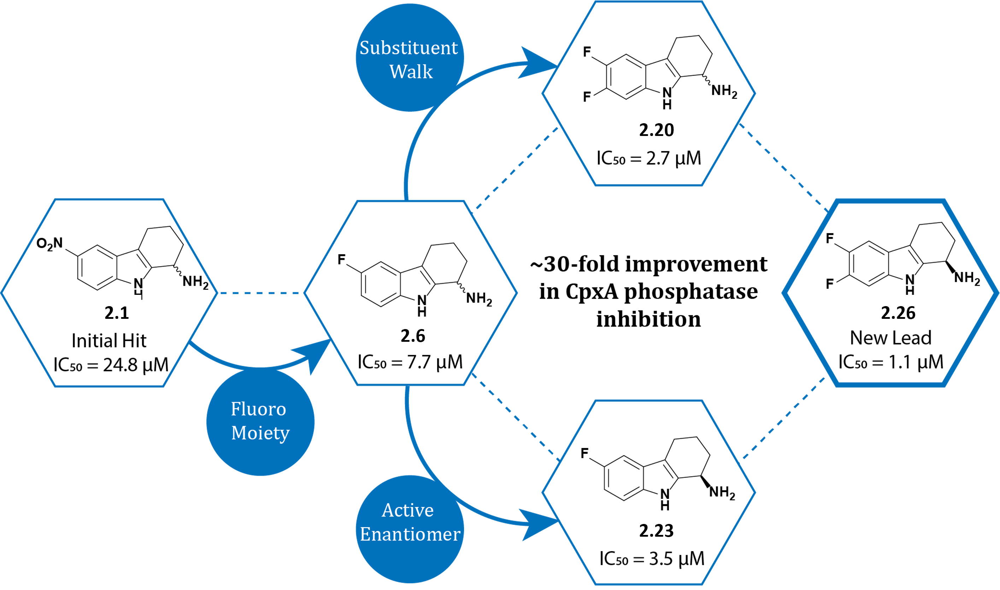 Substituent
Walk
F
F
N
H
NH₂
2.20
IC₅₀ = 2.7 µM
O₂N
N
H
NH₂
2.1
Initial Hit
IC₅₀ = 24.8 µM
Fluoro
Moiety
F
N
H
NH₂
2.6
IC₅₀ = 7.7 µM
~30-fold improvement
in CpxA phosphatase
inhibition
F
F
N
H
NH₂
2.26
New Lead
IC₅₀ = 1.1 µM
Active
Enantiomer
F
N
H
NH₂
2.23
IC₅₀ = 3.5 µM